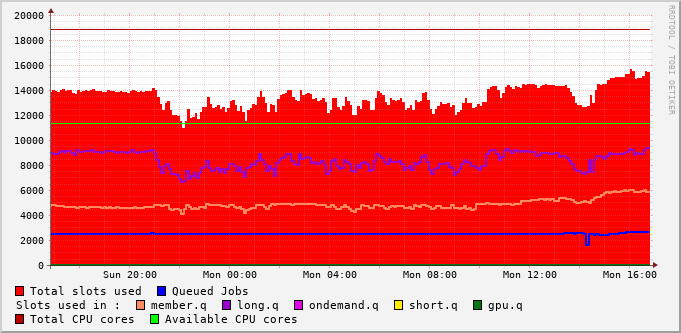 20000
18000
16000
14000
12000
10000
8000
6000
4000
2000
0
Sun 20:00 Mon 00:00 Mon 04:00 Mon 08:00 Mon 12:00 Mon 16:00
Total slots used Queued Jobs
Slots used in : member.q long.q ondemand.q short.q gpu.q
Total CPU cores Available CPU cores
RRDTOOL / TOBI OETIKER